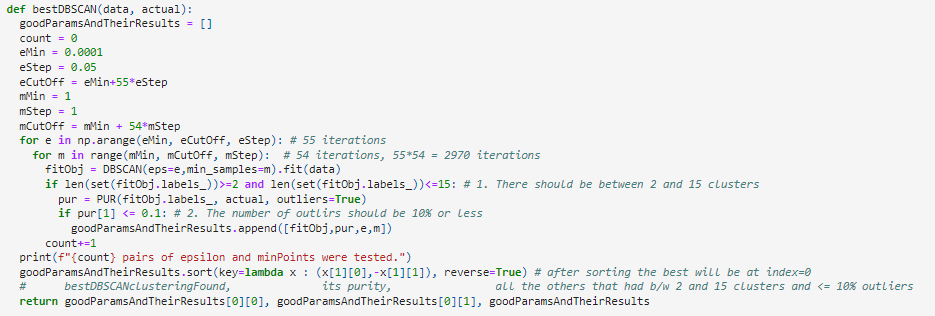 def bestDBSCAN(data, actual):
  goodParamsAndTheirResults = []
  count = 0
  eMin = 0.0001
  eStep = 0.05
  eCutOff = eMin+55*eStep
  mMin = 1
  mStep = 1
  mCutOff = mMin + 54*mStep
  for e in np.arange(eMin, eCutOff, eStep): # 55 iterations
    for m in range(mMin, mCutOff, mStep):  # 54 iterations, 55*54 = 2970 iterations
      fitObj = DBSCAN(eps=e,min_samples=m).fit(data)
      if len(set(fitObj.labels_))>=2 and len(set(fitObj.labels_))<=15: # 1. There should be between 2 and 15 clusters
        pur = PUR(fitObj.labels_, actual, outliers=True)
        if pur[1] <= 0.1: # 2. The number of outlirs should be 10% or less
          goodParamsAndTheirResults.append([fitObj,pur,e,m])
      count+=1
  print(f"{count} pairs of epsilon and minPoints were tested.")
  goodParamsAndTheirResults.sort(key=lambda x : (x[1][0],-x[1][1]), reverse=True) # after sorting the best will be at index=0
  #      bestDBSCANclusteringFound,              its purity,                all the others that had b/w 2 and 15 clusters and <= 10% outliers
  return goodParamsAndTheirResults[0][0], goodParamsAndTheirResults[0][1], goodParamsAndTheirResults